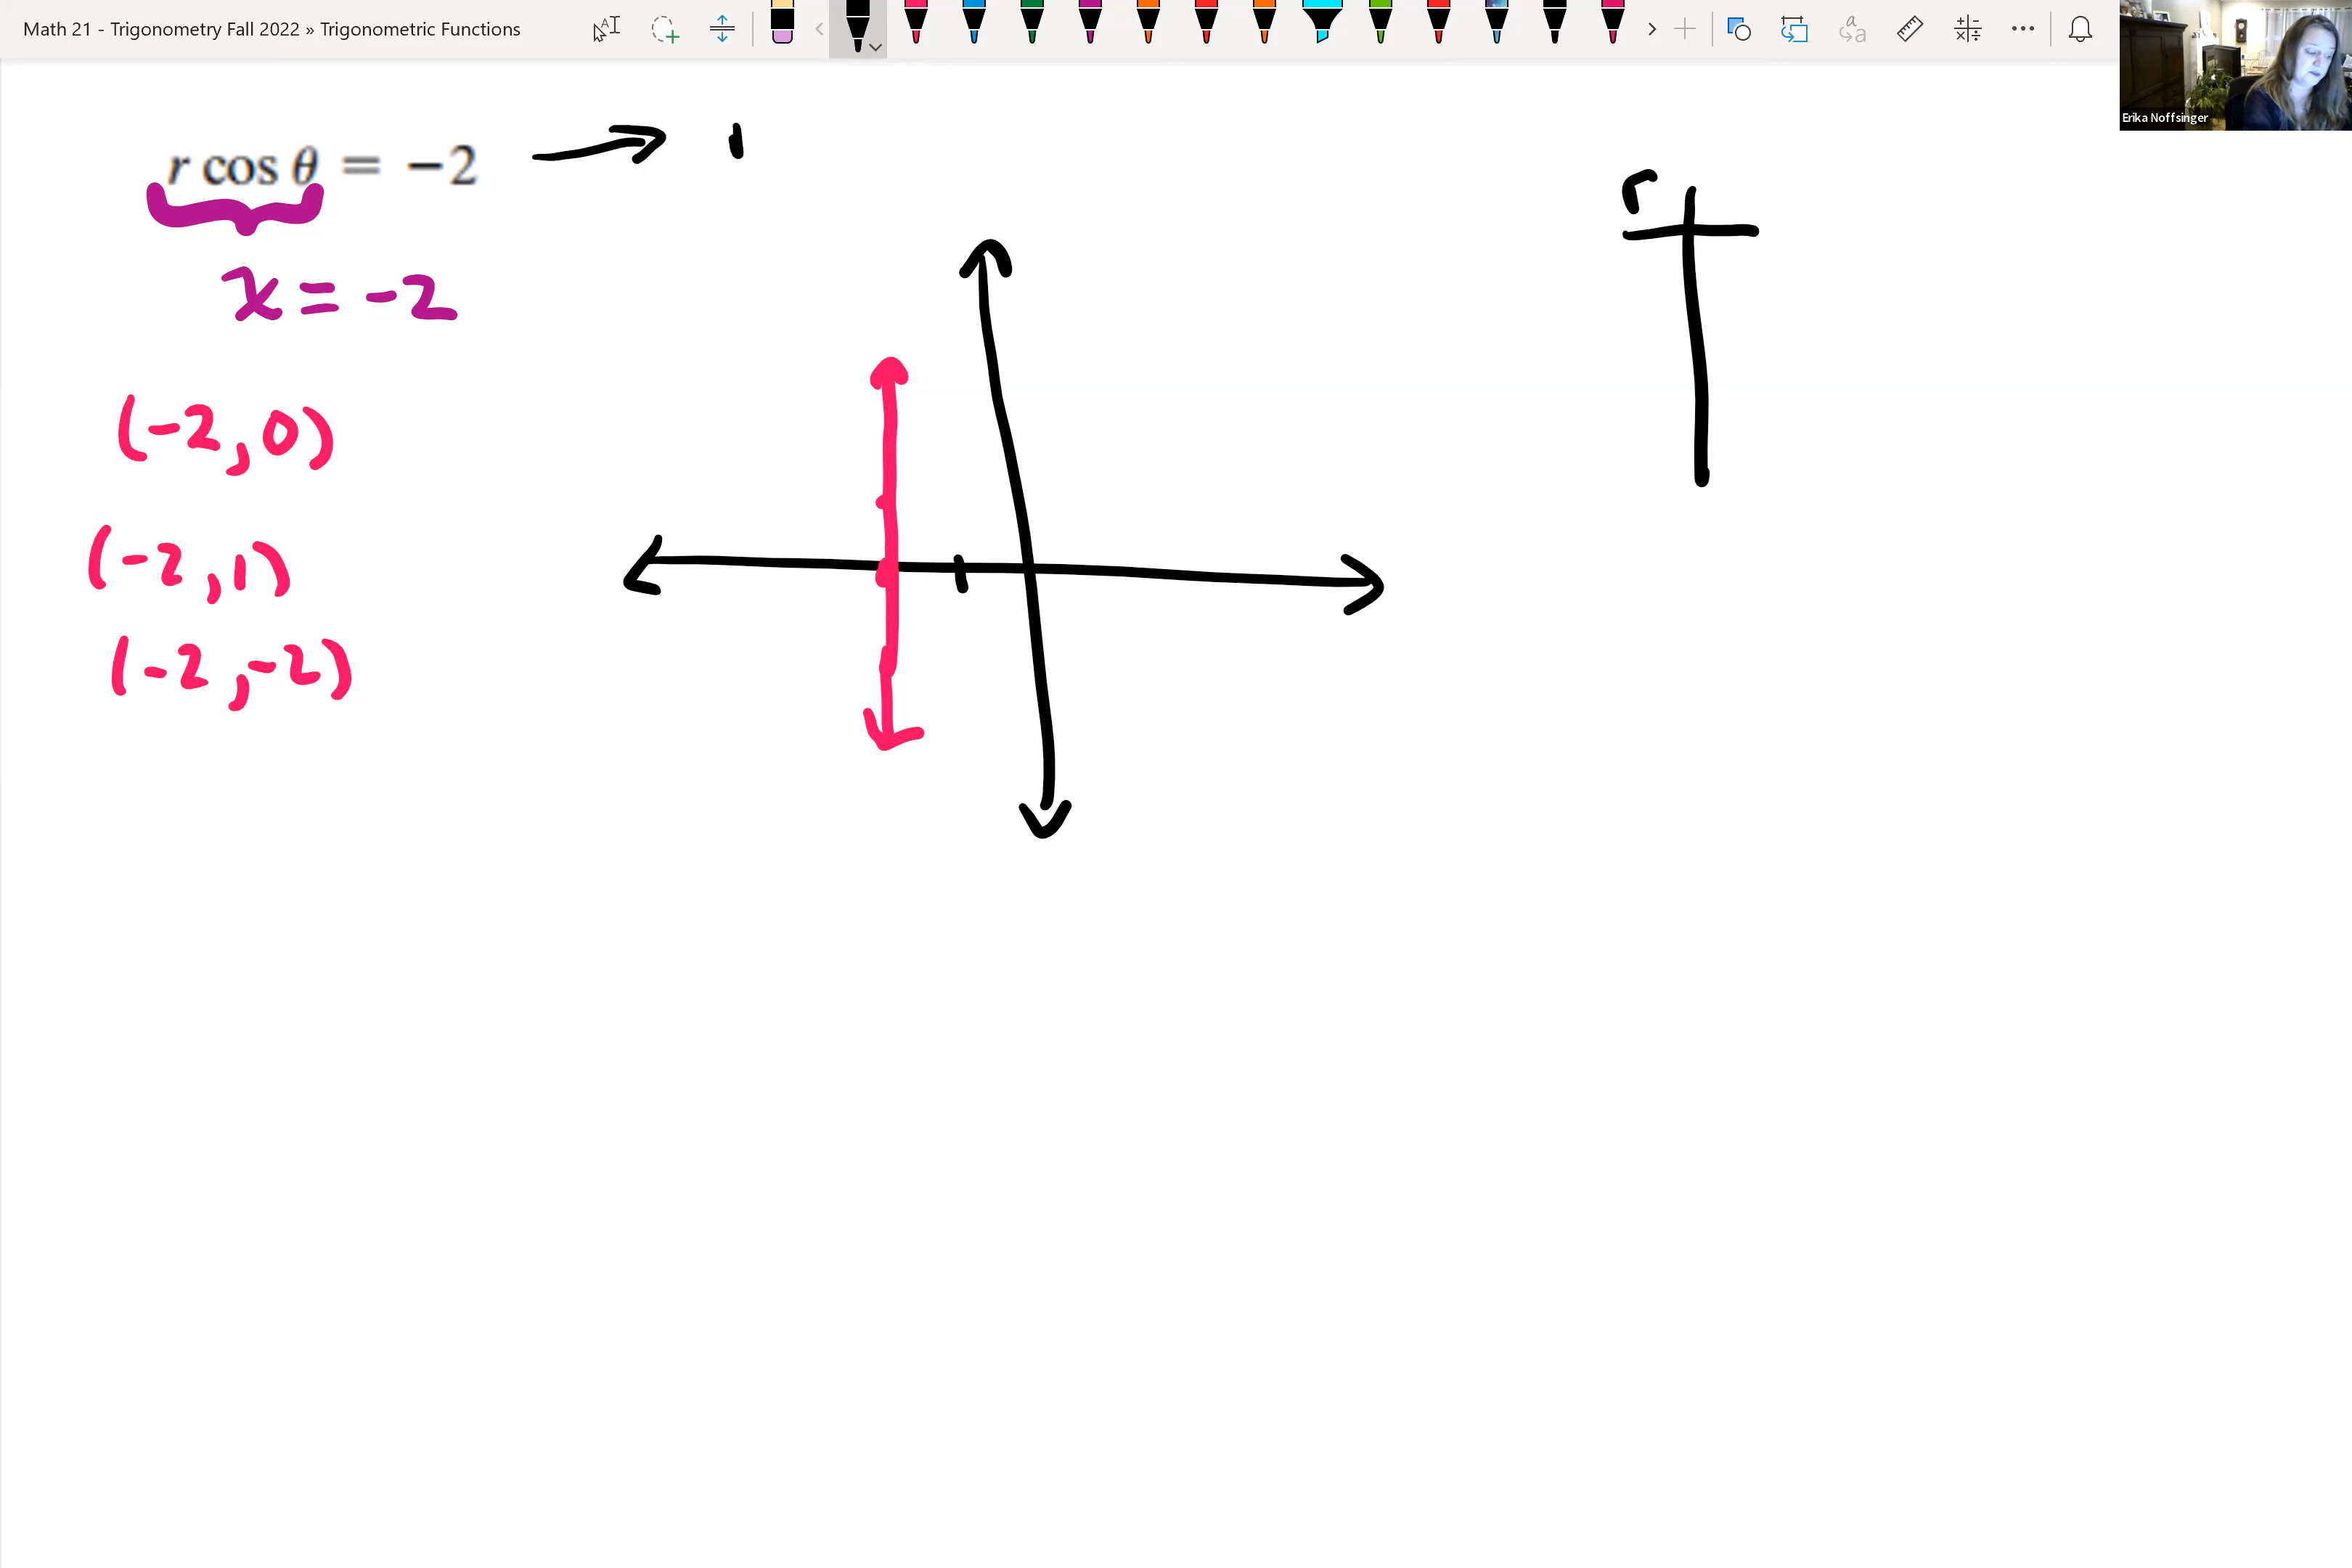 Math 21 - Trigonometry Fall 2022 » Trigonometric Functions
Erika Noffsinger
r cos θ = −2
r
x = -2
(-2,0)
(-2,1)
(-2,-2)